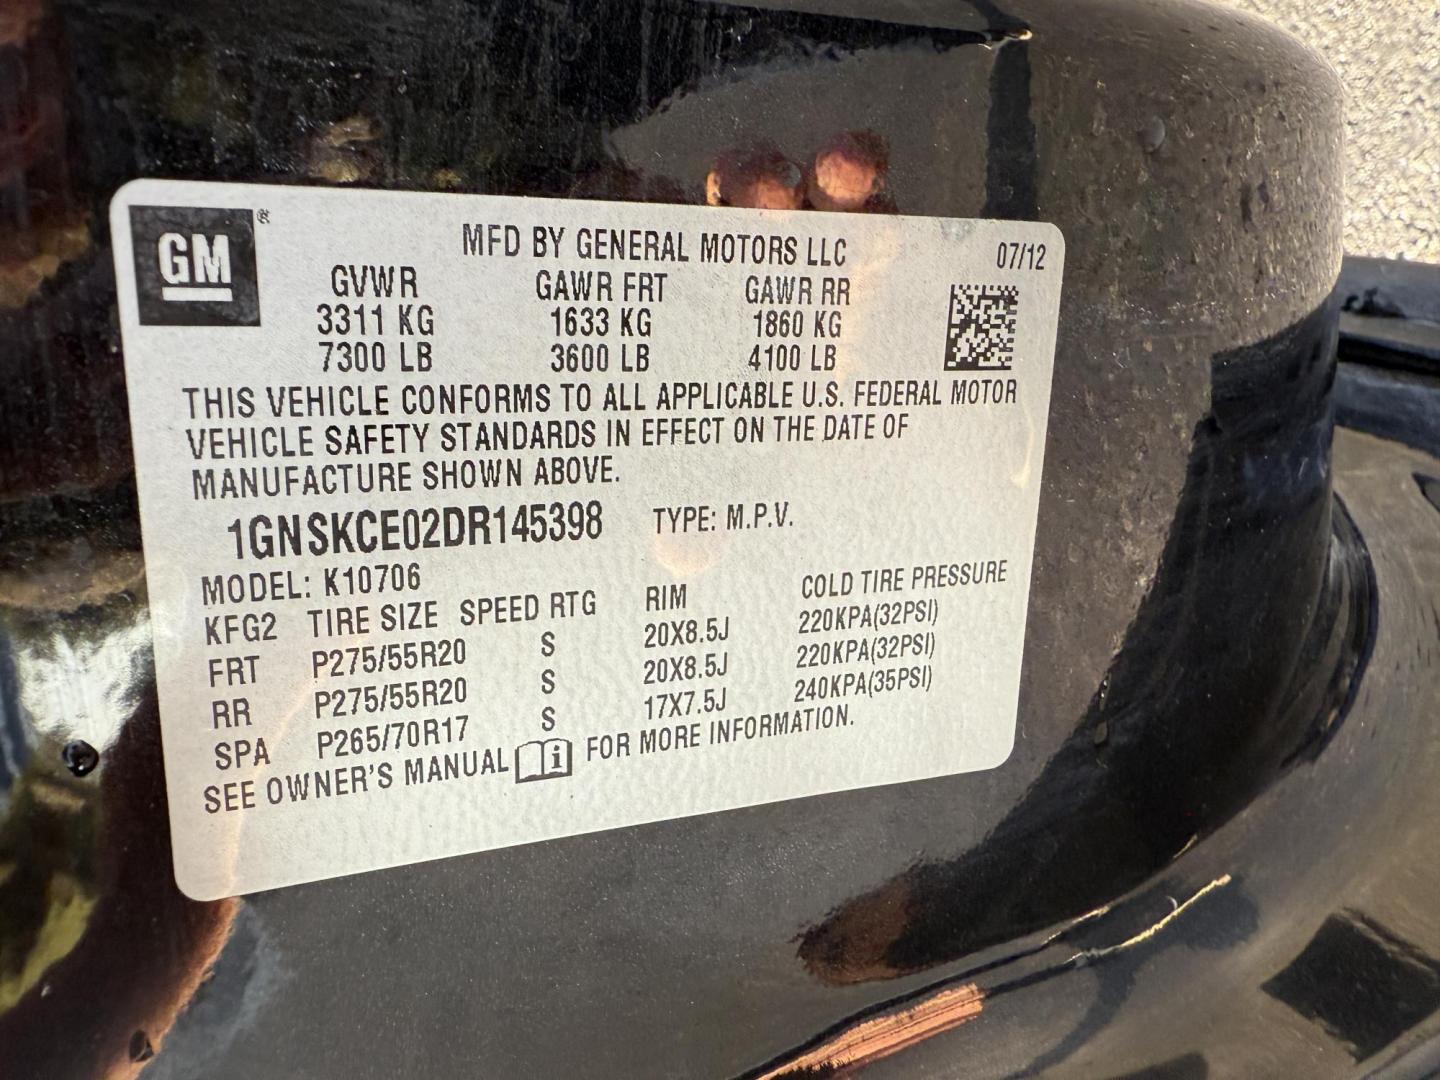 GM®
MFD BY GENERAL MOTORS LLC 07/12
GVWR GAWR FRT GAWR RR
3311 KG 1633 KG 1860 KG
7300 LB 3600 LB 4100 LB
THIS VEHICLE CONFORMS TO ALL APPLICABLE U.S. FEDERAL MOTOR
VEHICLE SAFETY STANDARDS IN EFFECT ON THE DATE OF
MANUFACTURE SHOWN ABOVE.
1GNSKCE02DR145398 TYPE: M.P.V.
MODEL: K10706
KFG2 TIRE SIZE SPEED RTG RIM COLD TIRE PRESSURE
FRT P275/55R20 S 20X8.5J 220KPA(32PSI)
RR P275/55R20 S 20X8.5J 220KPA(32PSI)
SPA P265/70R17 S 17X7.5J 240KPA(35PSI)
SEE OWNER'S MANUAL i FOR MORE INFORMATION.